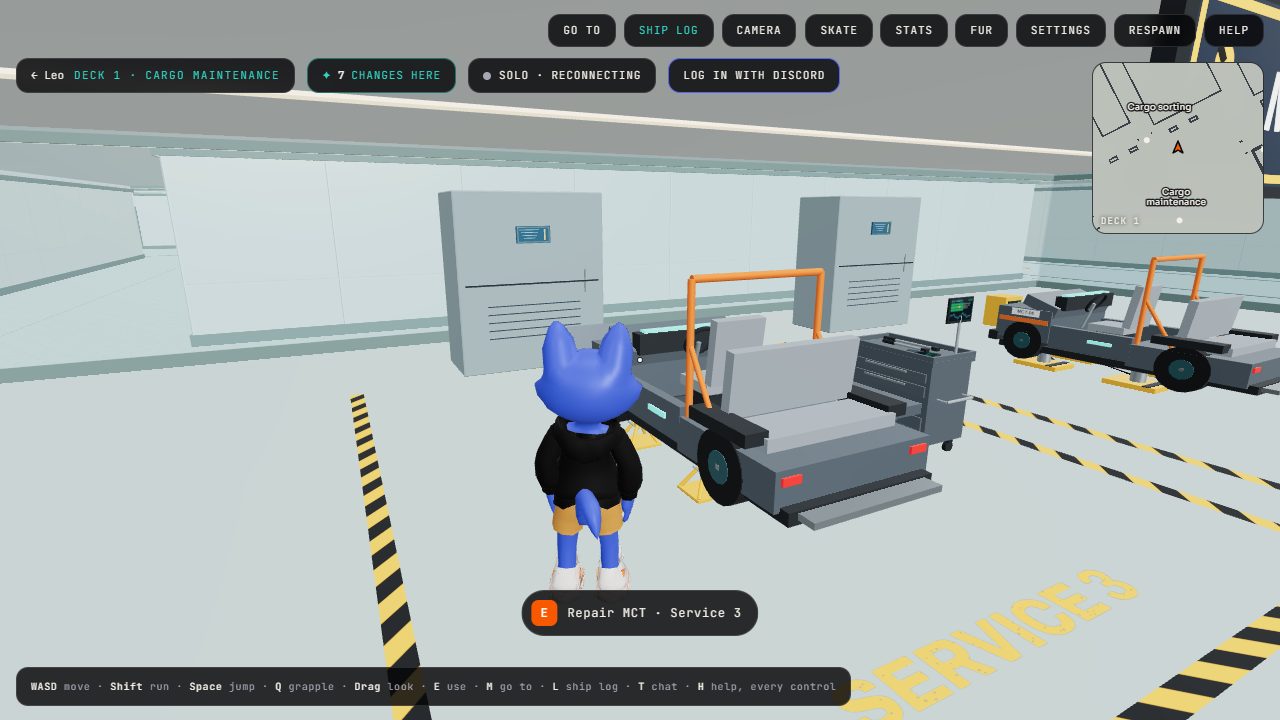 GO TO
SHIP LOG
CAMERA
SKATE
STATS
FUR
SETTINGS
RESPAWN
HELP
← Leo DECK 1 · CARGO MAINTENANCE
✦ 7 CHANGES HERE
SOLO · RECONNECTING
LOG IN WITH DISCORD
Cargo sorting
Cargo
maintenance
DECK 1
SERVICE 3
E Repair MCT · Service 3
WASD move · Shift run · Space jump · Q grapple · Drag look · E use · M go to · L ship log · T chat · H help, every control